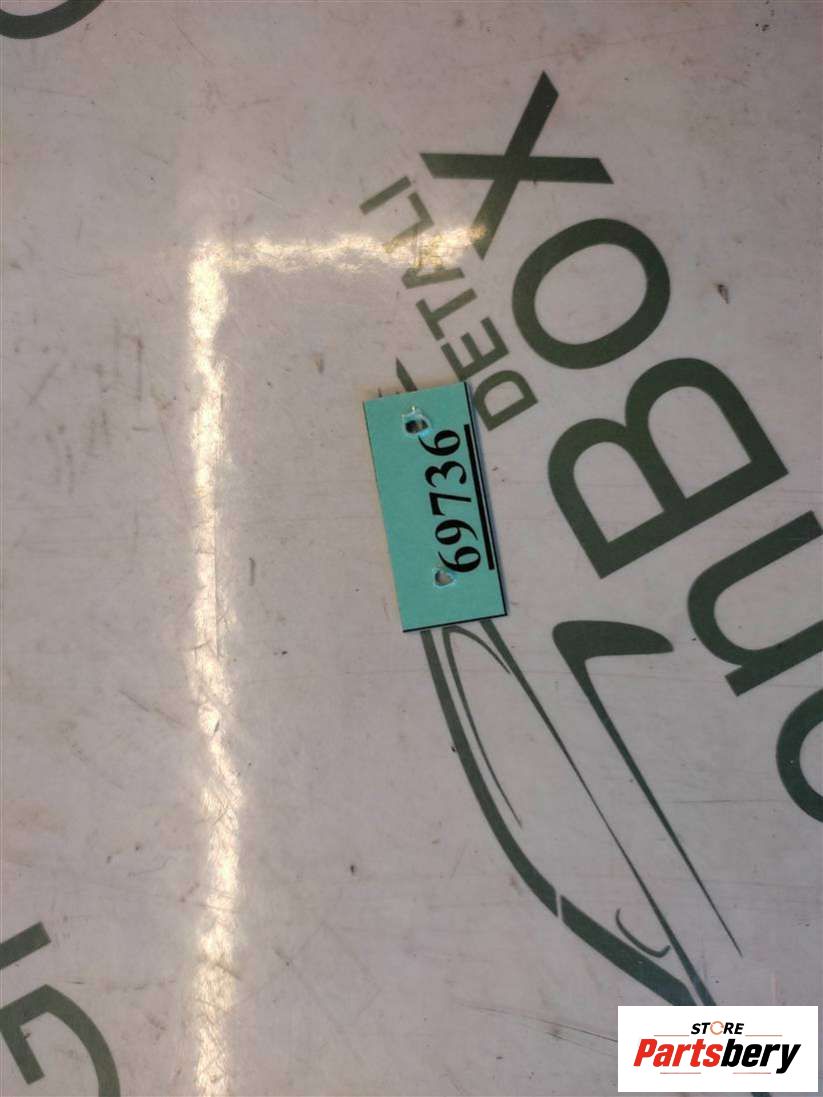 69736
DETALI
BOX
STORE
Partsbery